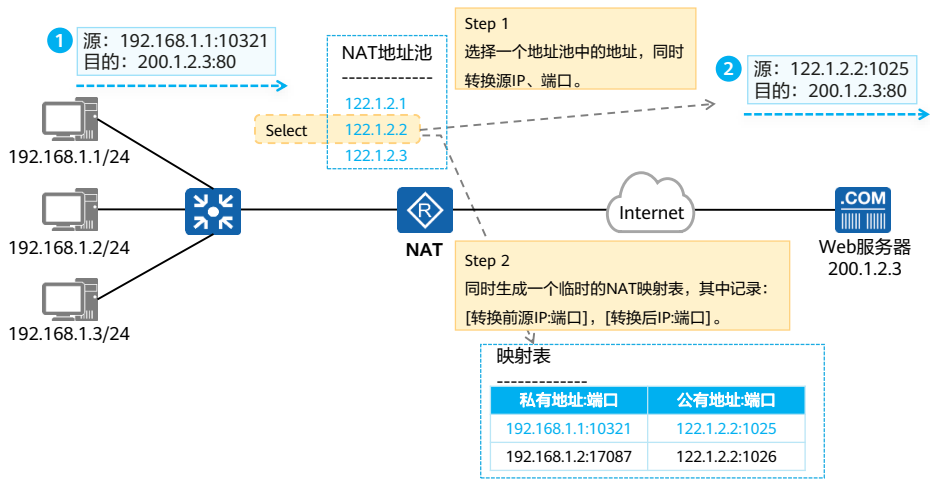 1
源：192.168.1.1:10321
目的：200.1.2.3:80
NAT地址池
-------------
122.1.2.1
Select
122.1.2.2
122.1.2.3
Step 1
选择一个地址池中的地址，同时
转换源IP、端口。
2
源：122.1.2.2:1025
目的：200.1.2.3:80
192.168.1.1/24
192.168.1.2/24
192.168.1.3/24
R
NAT
Internet
.COM
Web服务器
200.1.2.3
Step 2
同时生成一个临时的NAT映射表，其中记录：
[转换前源IP:端口]，[转换后IP:端口] 。
映射表
-------------
私有地址:端口 公有地址:端口
192.168.1.1:10321 122.1.2.2:1025
192.168.1.2:17087 122.1.2.2:1026